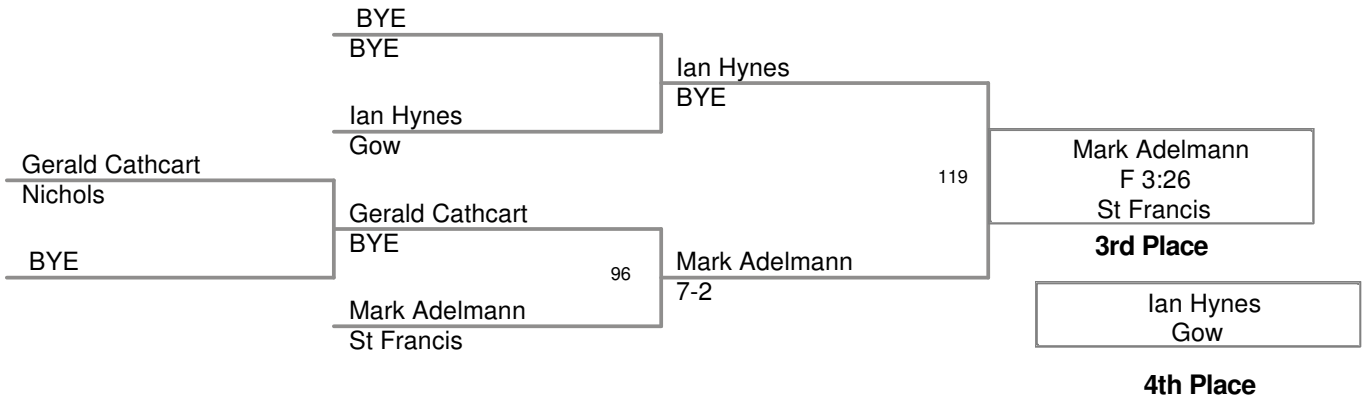 BYE
BYE
Ian Hynes
BYE
Ian Hynes
Gow
Gerald Cathcart
Nichols
Gerald Cathcart
BYE
BYE
96
Mark Adelmann
7-2
Mark Adelmann
St Francis
119
Mark Adelmann
F 3:26
St Francis
3rd Place
Ian Hynes
Gow
4th Place